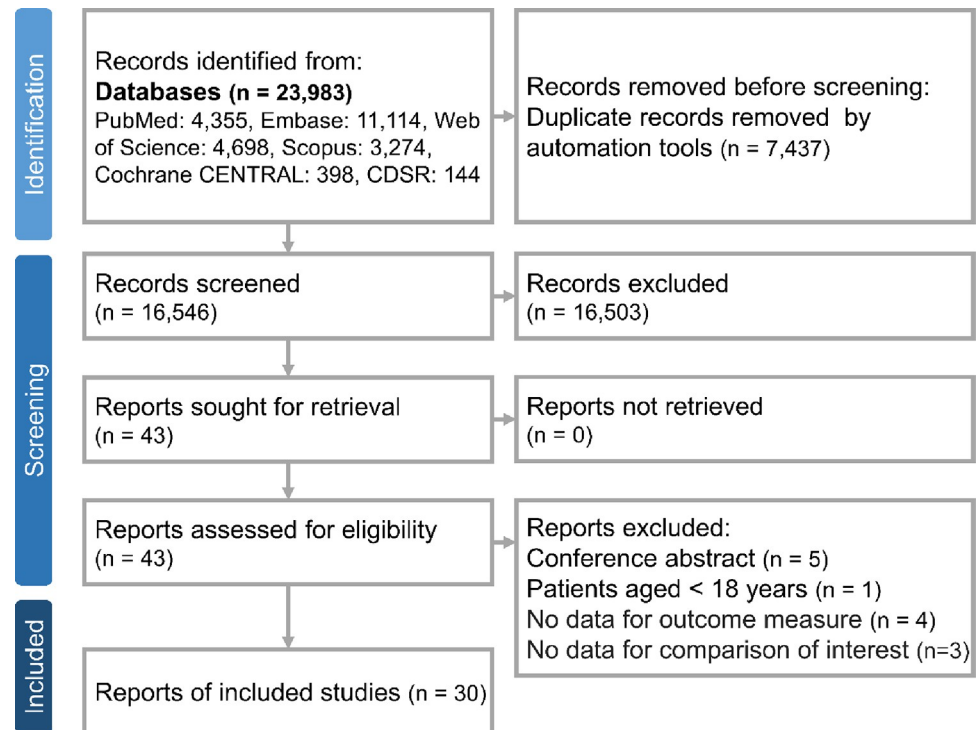 Identification
Records identified from:
Databases (n = 23,983)
PubMed: 4,355, Embase: 11,114, Web
of Science: 4,698, Scopus: 3,274,
Cochrane CENTRAL: 398, CDSR: 144
Records removed before screening:
Duplicate records removed by
automation tools (n = 7,437)
Screening
Records screened
(n = 16,546)
Records excluded
(n = 16,503)
Reports sought for retrieval
(n = 43)
Reports not retrieved
(n = 0)
Reports assessed for eligibility
(n = 43)
Reports excluded:
Conference abstract (n = 5)
Patients aged < 18 years (n = 1)
No data for outcome measure (n = 4)
No data for comparison of interest (n=3)
Included
Reports of included studies (n = 30)